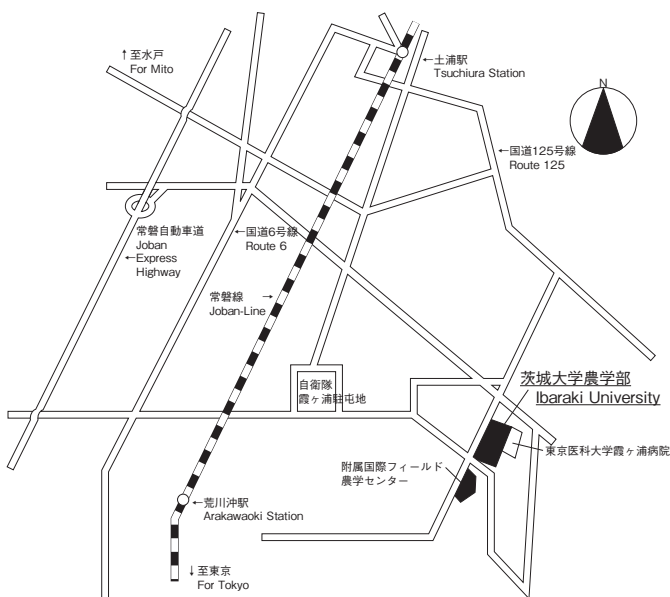 ↑至水戸
For Mito
←土浦駅
Tsuchiura Station
N
←国道125号線
Route 125
常磐自動車道
Joban
←Express
Highway
←国道6号線
Route 6
常磐線 →
Joban-Line
自衛隊
霞ヶ浦駐屯地
茨城大学農学部
Ibaraki University
東京医科大学霞ヶ浦病院
附属国際フィールド
農学センター
←荒川沖駅
Arakawaoki Station
↓至東京
For Tokyo